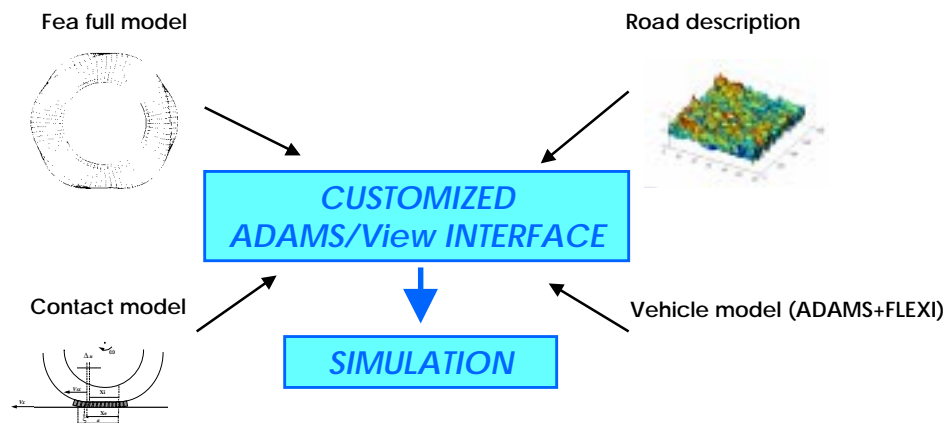 Fea full model
Road description
CUSTOMIZED
ADAMS/View INTERFACE
Contact model
Vehicle model (ADAMS+FLEXI)
SIMULATION